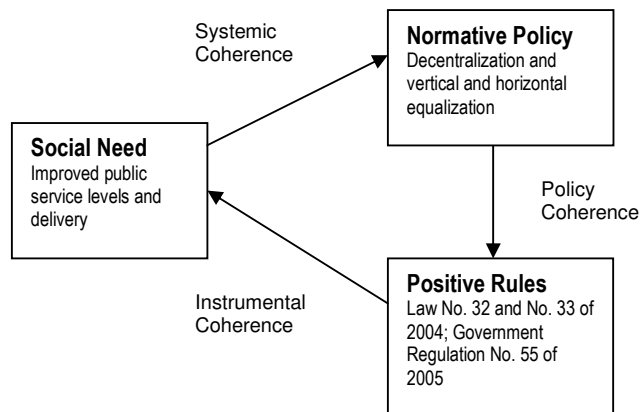 Systemic
Coherence
Normative Policy
Decentralization and
vertical and horizontal
equalization
Social Need
Improved public
service levels and
delivery
Policy
Coherence
Instrumental
Coherence
Positive Rules
Law No. 32 and No. 33 of
2004; Government
Regulation No. 55 of
2005